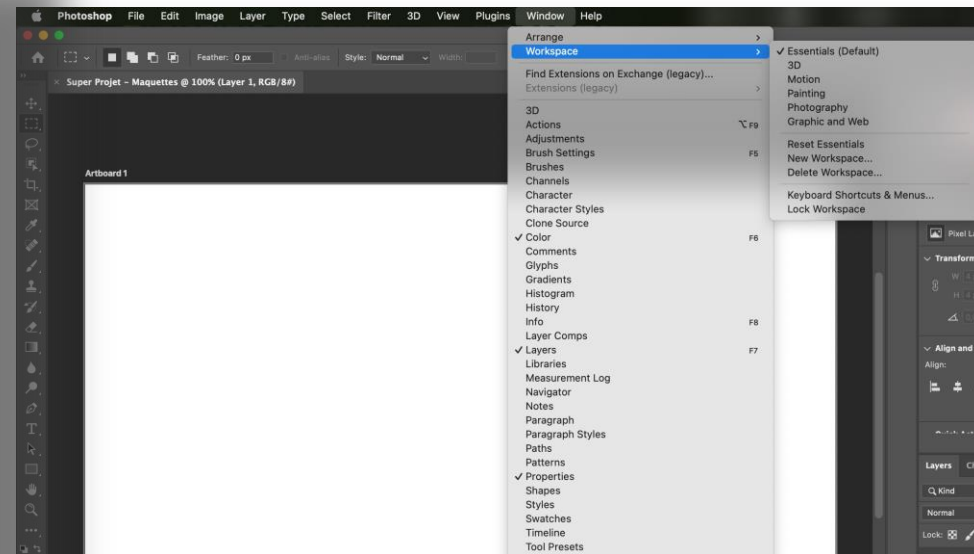 Photoshop File Edit Image Layer Type Select Filter 3D View Plugins Window Help
Feather: 0 px Anti-alias Style: Normal Width:
× Super Projet – Maquettes @ 100% (Layer 1, RGB/8#)
Artboard 1
Arrange
Workspace
Find Extensions on Exchange (legacy)...
Extensions (legacy)
3D
Actions ⌥F9
Adjustments
Brush Settings F5
Brushes
Channels
Character
Character Styles
Clone Source
✓ Color F6
Comments
Glyphs
Gradients
Histogram
History
Info F8
Layer Comps
✓ Layers F7
Libraries
Measurement Log
Navigator
Notes
Paragraph
Paragraph Styles
Paths
Patterns
✓ Properties
Shapes
Styles
Swatches
Timeline
Tool Presets
✓ Essentials (Default)
3D
Motion
Painting
Photography
Graphic and Web
Reset Essentials
New Workspace...
Delete Workspace...
Keyboard Shortcuts & Menus...
Lock Workspace
Pixel L
Transform
W
H
Align and
Align:
Layers
Kind
Normal
Lock: